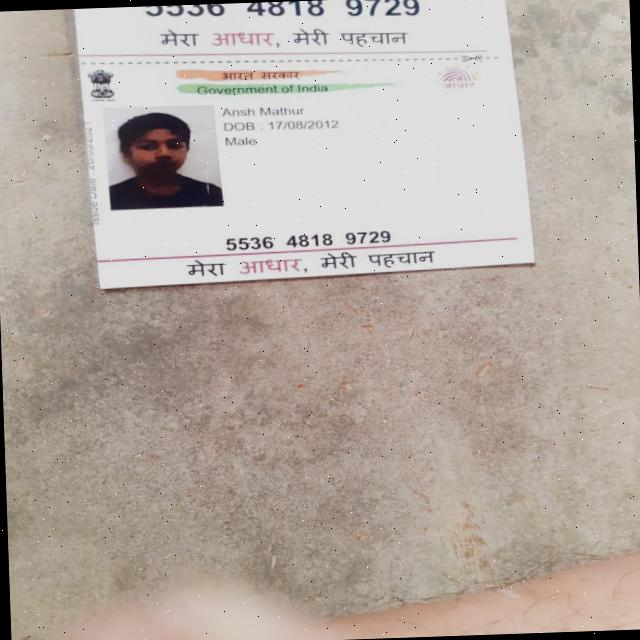 5536 4818 9729
मेरा आधार, मेरी पहचान
भारत सरकार
Government of India
आधार
Ansh Mathur
DOB : 17/08/2012
Male
5536 4818 9729
मेरा आधार, मेरी पहचान